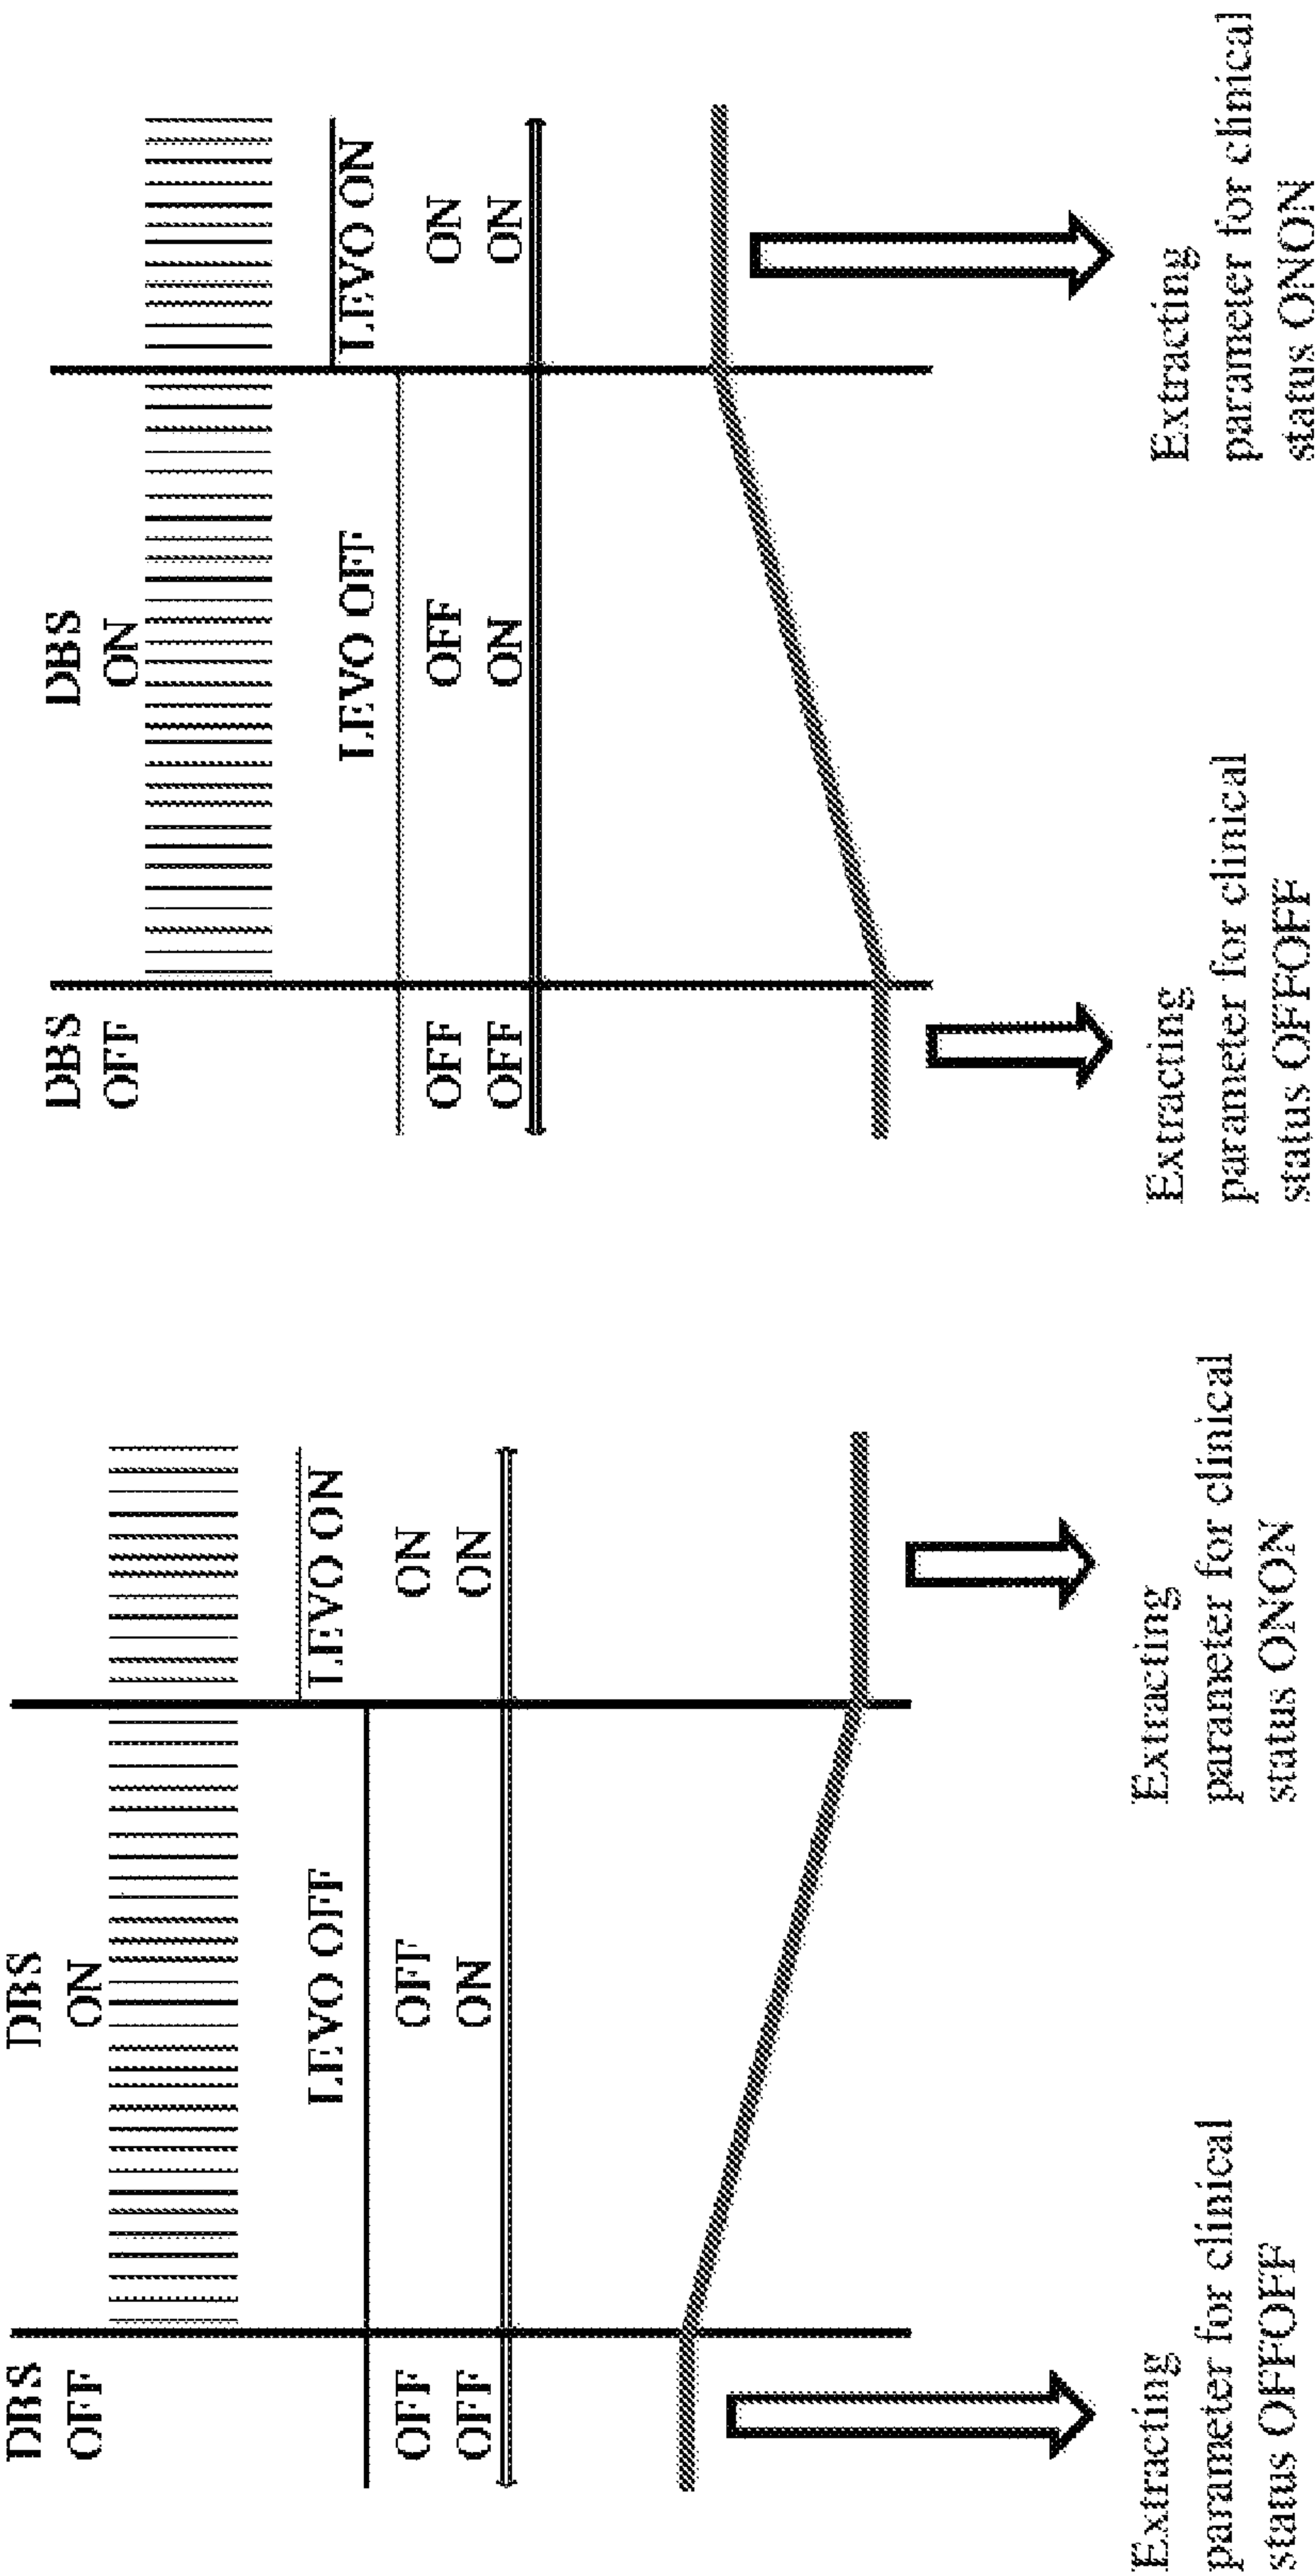 DBS
OFF
DBS
ON
LEVO OFF
LEVO ON
OFF
OFF
OFF
ON
ON
ON
Extracting
parameter for clinical
status OFFOFF
Extracting
parameter for clinical
status ONON
DBS
OFF
DBS
ON
LEVO OFF
LEVO ON
OFF
OFF
OFF
ON
ON
ON
Extracting
parameter for clinical
status OFFOFF
Extracting
parameter for clinical
status ONON